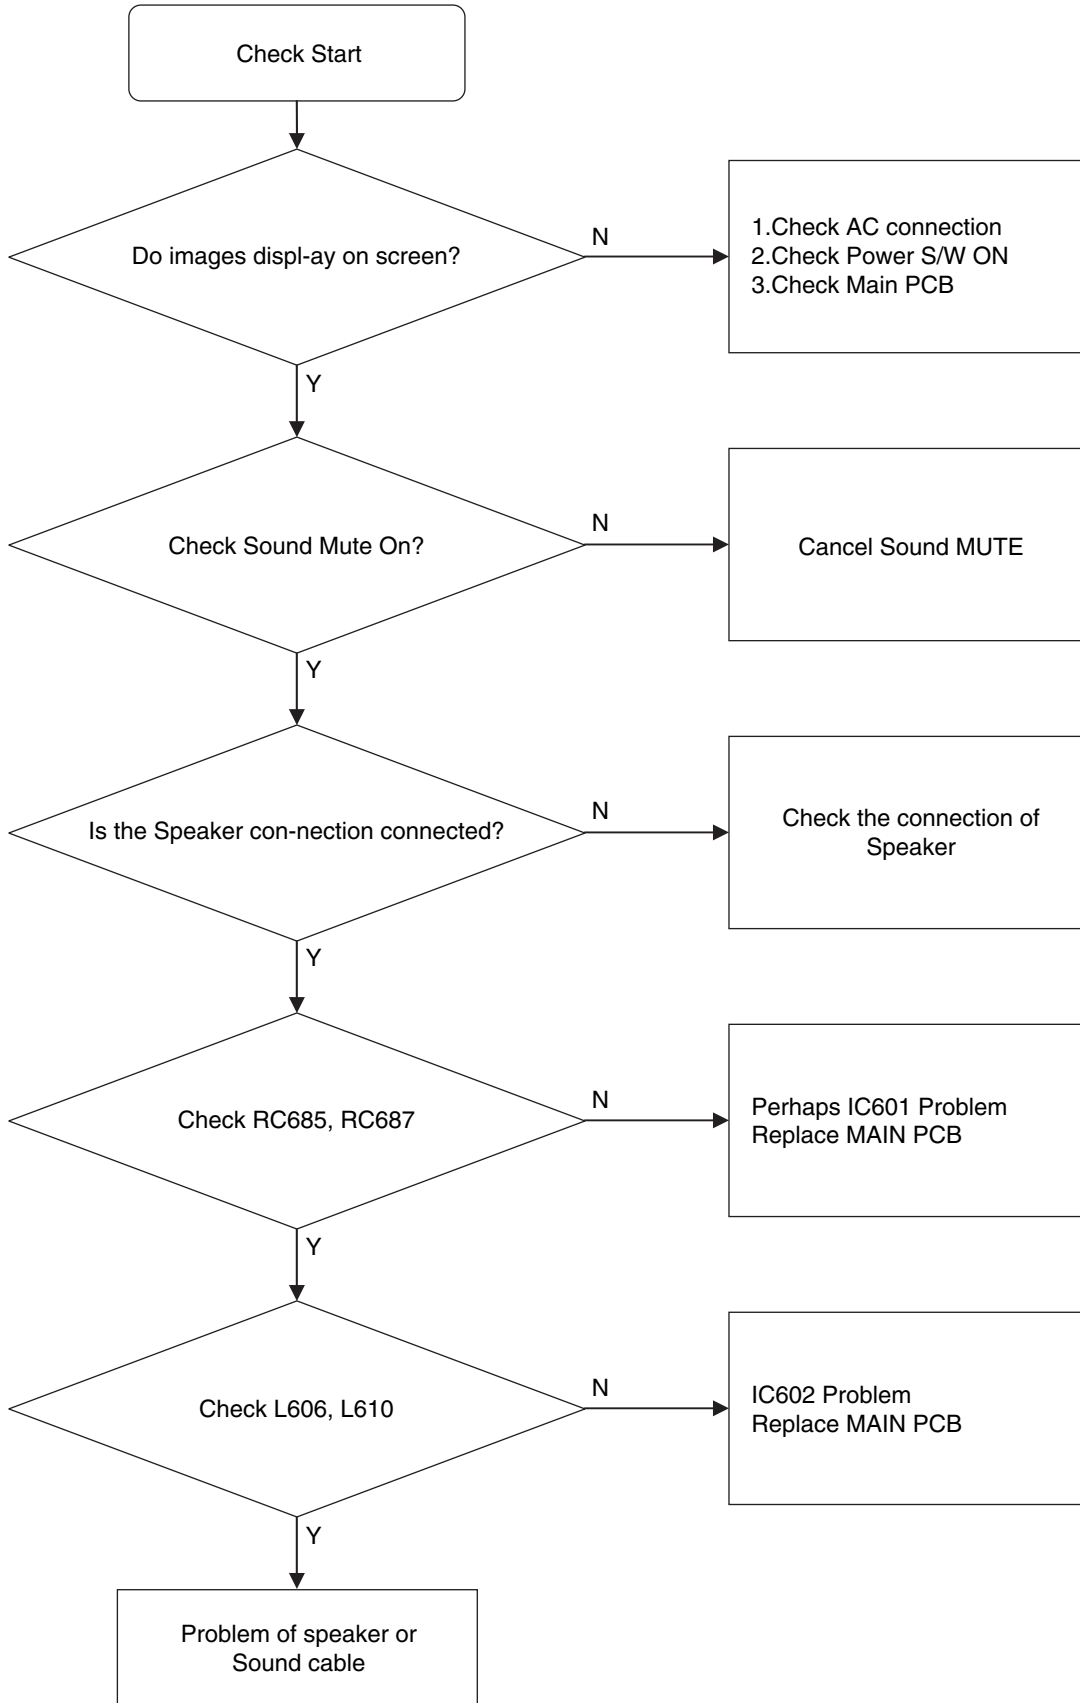 Check Start
Do images displ-ay on screen?
N
1.Check AC connection
2.Check Power S/W ON
3.Check Main PCB
Y
Check Sound Mute On?
N
Cancel Sound MUTE
Y
Is the Speaker con-nection connected?
N
Check the connection of
Speaker
Y
Check RC685, RC687
N
Perhaps IC601 Problem
Replace MAIN PCB
Y
Check L606, L610
N
IC602 Problem
Replace MAIN PCB
Y
Problem of speaker or
Sound cable